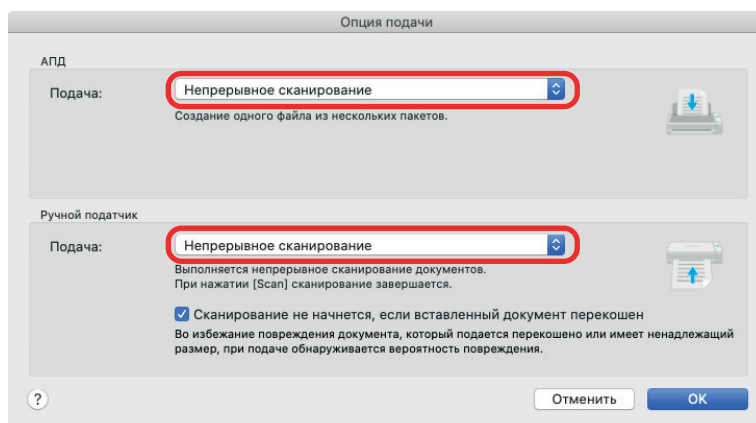 Опция подачи
АПД
Подача:
Непрерывное сканирование
Создание одного файла из нескольких пакетов.
Ручной податчик
Подача:
Непрерывное сканирование
Выполняется непрерывное сканирование документов.
При нажатии [Scan] сканирование завершается.
Сканирование не начнется, если вставленный документ перекошен
Во избежание повреждения документа, который подается перекошено или имеет ненадлежащий
размер, при подаче обнаруживается вероятность повреждения.
?
Отменить
OK